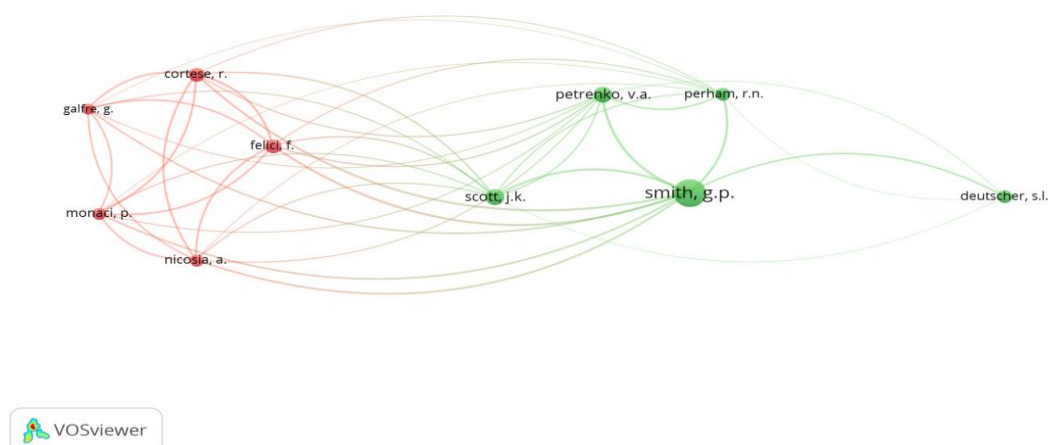 cortese, r.
petrenko, v.a.
perham, r.n.
galfre, g.
felici, f.
smith, g.p.
scott, j.k.
deutscher, s.l.
monaci, p.
nicosia, a.
VOSviewer